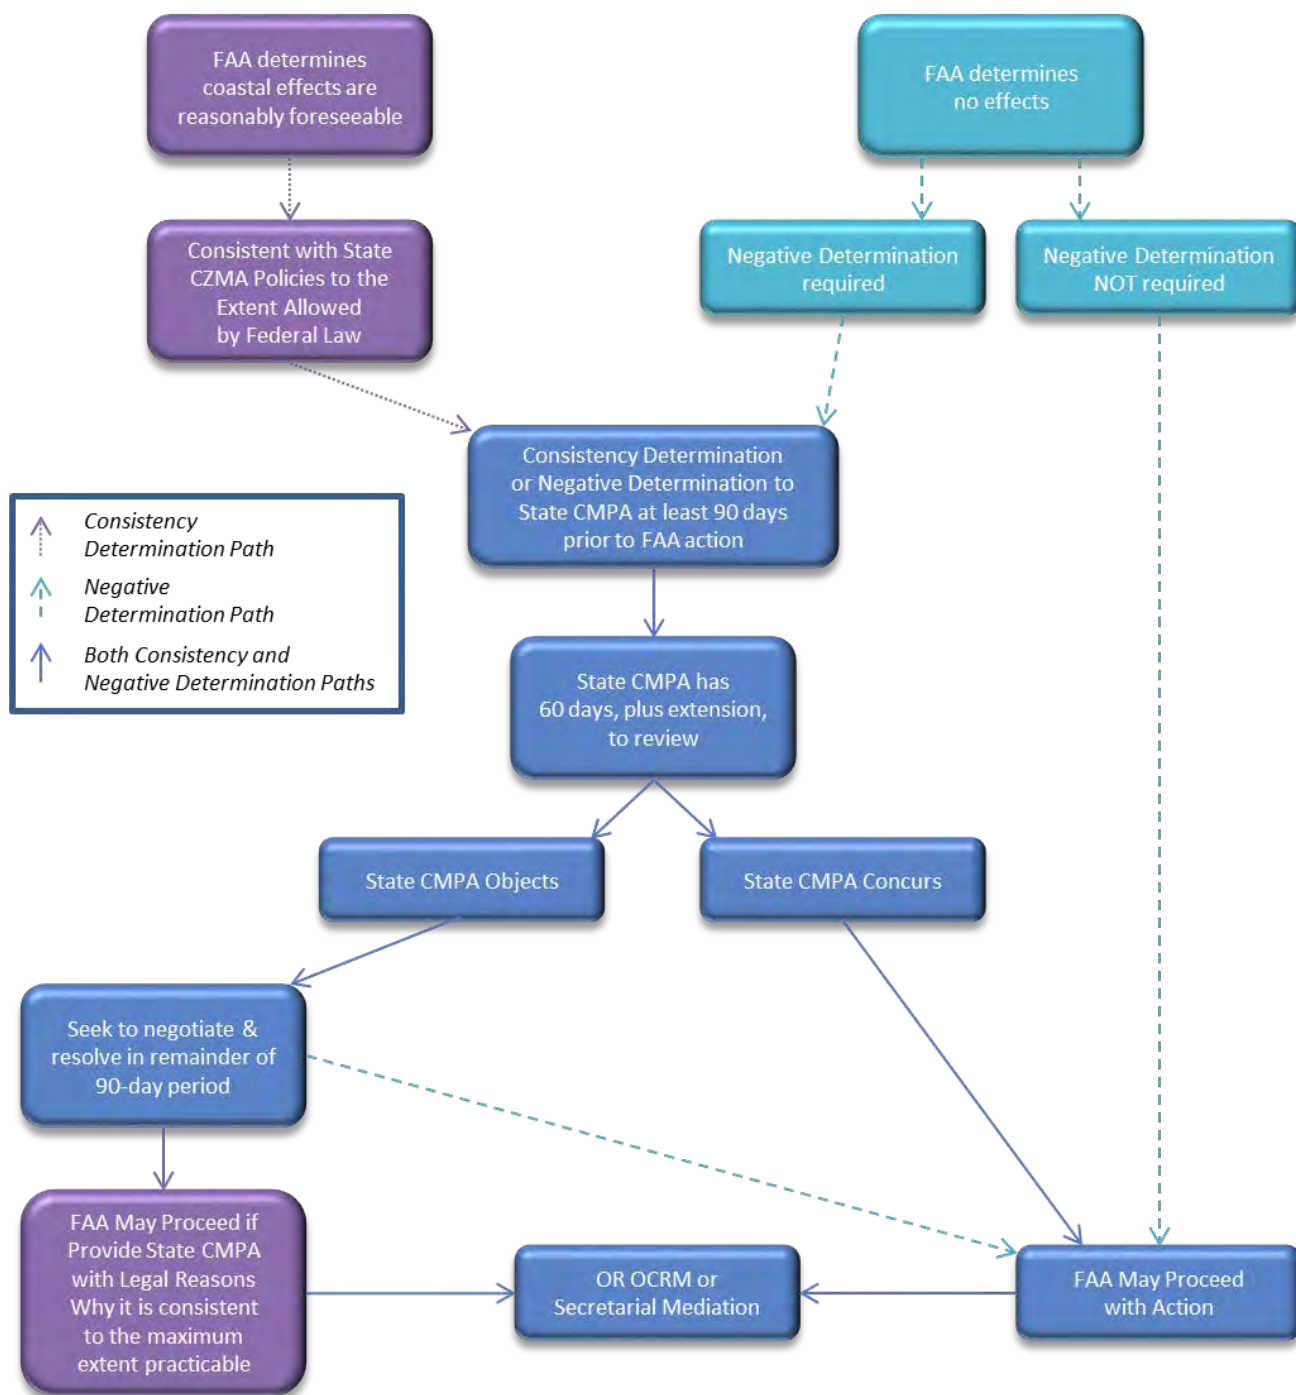 FAA determines
coastal effects are
reasonably foreseeable
FAA determines
no effects
Consistent with State
CZMA Policies to the
Extent Allowed
by Federal Law
Negative Determination
required
Negative Determination
NOT required
Consistency Determination
or Negative Determination to
State CMPA at least 90 days
prior to FAA action
Consistency
Determination Path
Negative
Determination Path
Both Consistency and
Negative Determination Paths
State CMPA has
60 days, plus extension,
to review
State CMPA Objects
State CMPA Concurs
Seek to negotiate &
resolve in remainder of
90-day period
FAA May Proceed if
Provide State CMPA
with Legal Reasons
Why it is consistent
to the maximum
extent practicable
OR OCRM or
Secretarial Mediation
FAA May Proceed
with Action